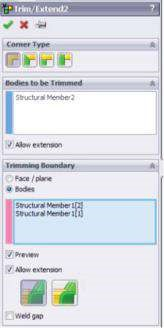 Trim/Extend2
?
Corner Type
Bodies to be Trimmed
Structural Member2
Allow extension
Trimming Boundary
Face / plane
Bodies
Structural Member1[2]
Structural Member1[1]
Preview
Allow extension
Weld gap